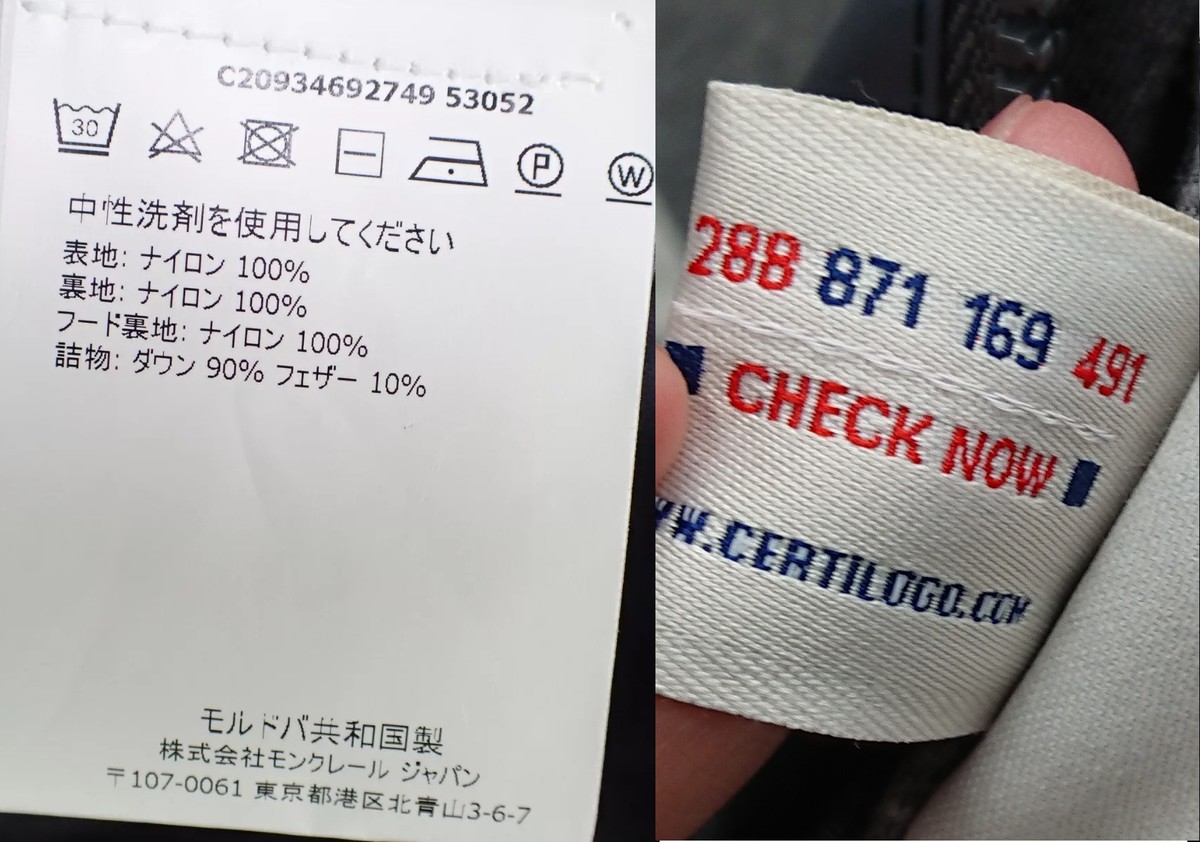 C20934692749 53052
30
P
W
中性洗剤を使用してください
表地: ナイロン 100%
裏地: ナイロン 100%
フード裏地: ナイロン 100%
詰物: ダウン 90% フェザー 10%
モルドバ共和国製
株式会社モンクレール ジャパン
〒107-0061 東京都港区北青山3-6-7
288 871 169 491
CHECK NOW
WW.CERTILOGO.COM